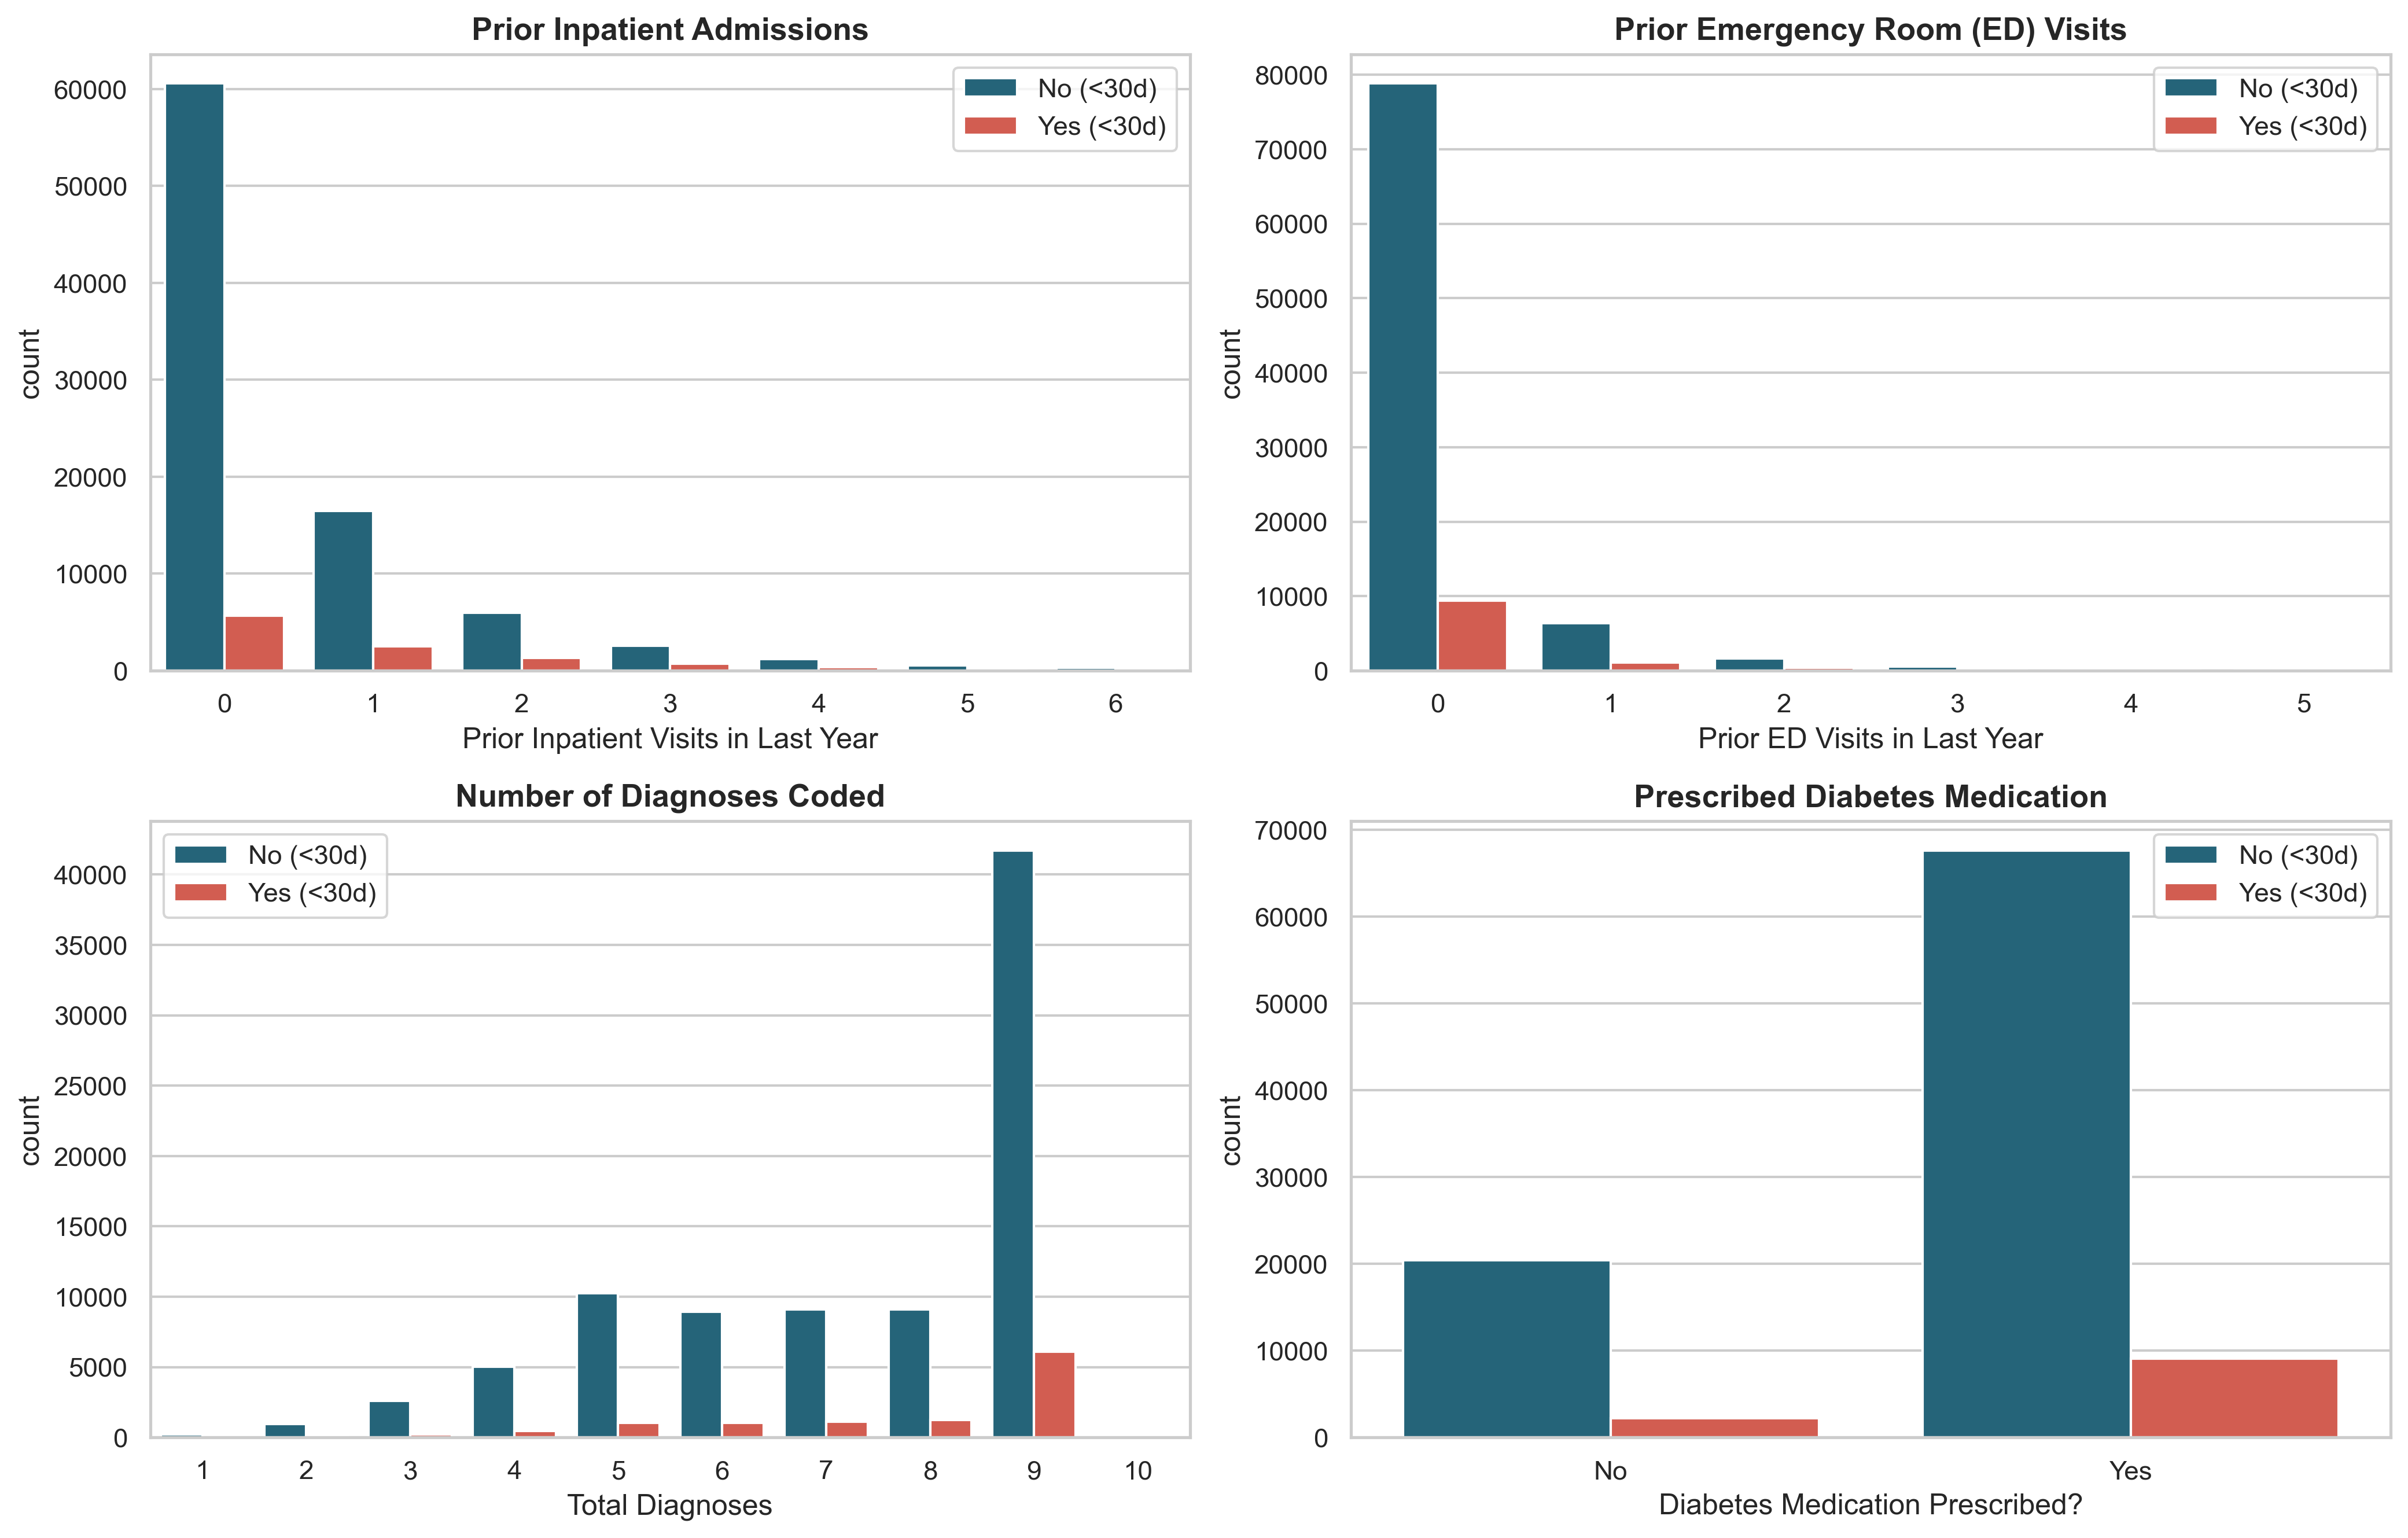 Prior Inpatient Admissions
60000
50000
40000
30000
20000
10000
0
count
No (<30d)
Yes (<30d)
0 1 2 3 4 5 6
Prior Inpatient Visits in Last Year
Prior Emergency Room (ED) Visits
80000
70000
60000
50000
40000
30000
20000
10000
0
count
No (<30d)
Yes (<30d)
0 1 2 3 4 5
Prior ED Visits in Last Year
Number of Diagnoses Coded
40000
35000
30000
25000
20000
15000
10000
5000
0
count
No (<30d)
Yes (<30d)
1 2 3 4 5 6 7 8 9 10
Total Diagnoses
Prescribed Diabetes Medication
70000
60000
50000
40000
30000
20000
10000
0
count
No (<30d)
Yes (<30d)
No Yes
Diabetes Medication Prescribed?